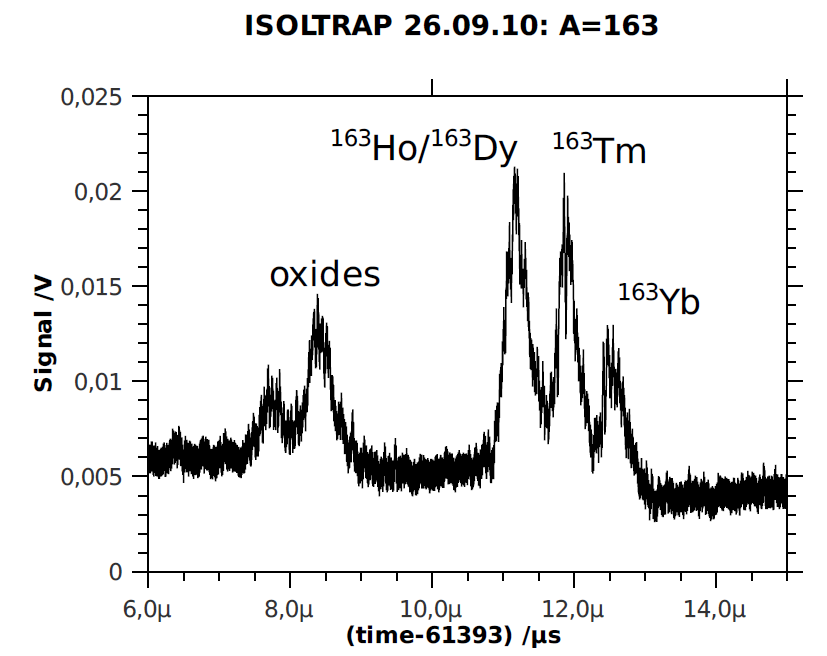 ISOLTRAP 26.09.10: A=163
0,025
0,02
0,015
0,01
0,005
0
Signal /V
¹⁶³Ho/¹⁶³Dy
¹⁶³Tm
oxides
¹⁶³Yb
6,0µ 8,0µ 10,0µ 12,0µ 14,0µ
(time-61393) /µs